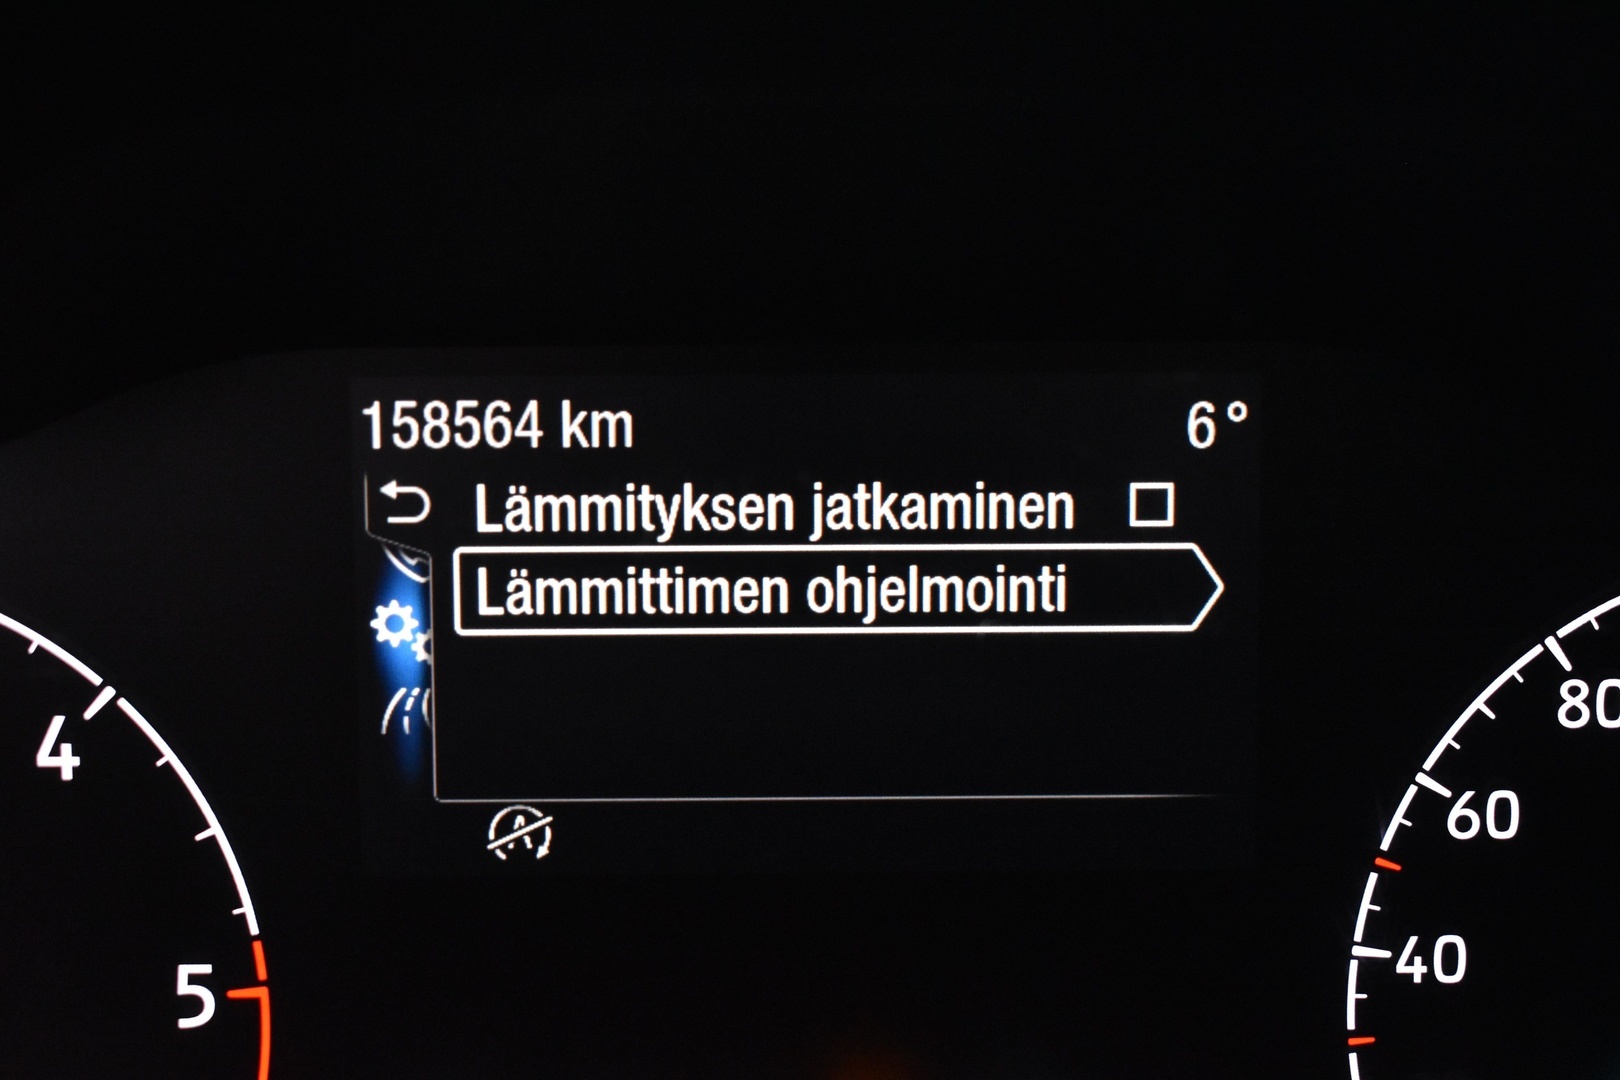 158564 km 6°
Lämmityksen jatkaminen
Lämmittimen ohjelmointi
A
4
5
80
60
40